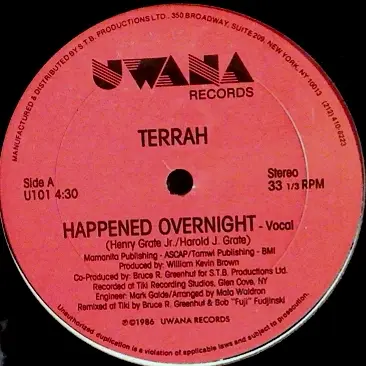 MANUFACTURED & DISTRIBUTED BY S.T.B. PRODUCTIONS LTD., 350 BROADWAY, SUITE 209, NEW YORK, NY 10013 (212) 410-6223
UWANA
RECORDS
TERRAH
Side A
U101 4:30
Stereo
33 1/3 RPM
HAPPENED OVERNIGHT - Vocal
(Henry Grate Jr./Harold J. Grate)
Mamanita Publishing - ASCAP/Tamwi Publishing - BMI
Produced by: William Kevin Brown
Co-Produced by: Bruce R. Greenhut for S.T.B. Productions Ltd.
Recorded at Tiki Recording Studios, Glen Cove, NY
Engineer: Mark Galde/Arranged by Malo Waldron
Remixed at Tiki by Bruce R. Greenhut & Bob "Fuji" Fudjinski
℗©1986 UWANA RECORDS
Unauthorized duplication is a violation of applicable laws and subject to prosecution.